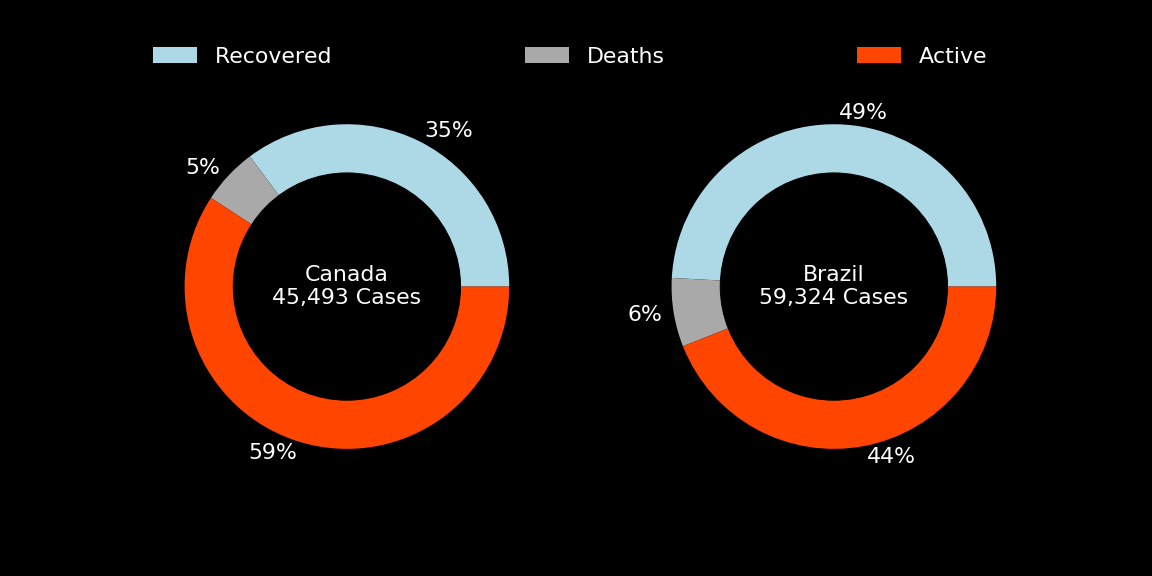 Recovered
Deaths
Active
35%
5%
59%
Canada
45,493 Cases
49%
6%
44%
Brazil
59,324 Cases